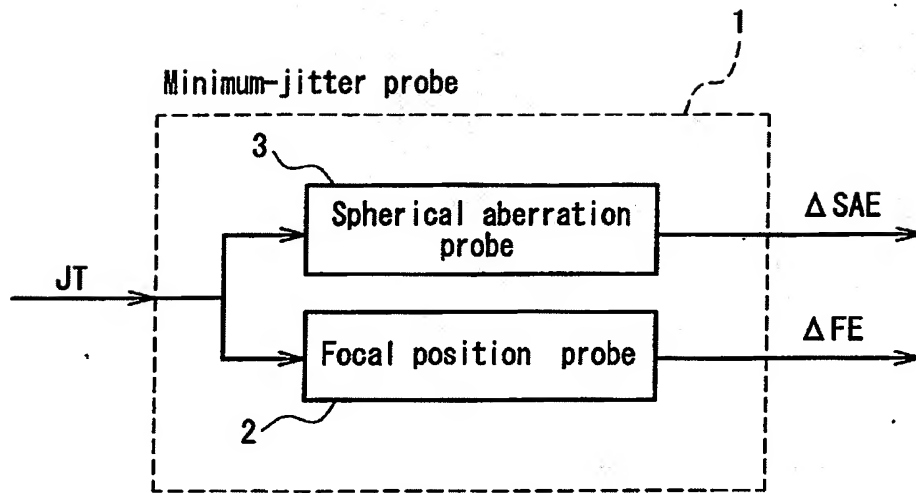 1
Minimum-jitter probe
3
Spherical aberration
probe
ΔSAE
JT
Focal position probe
ΔFE
2